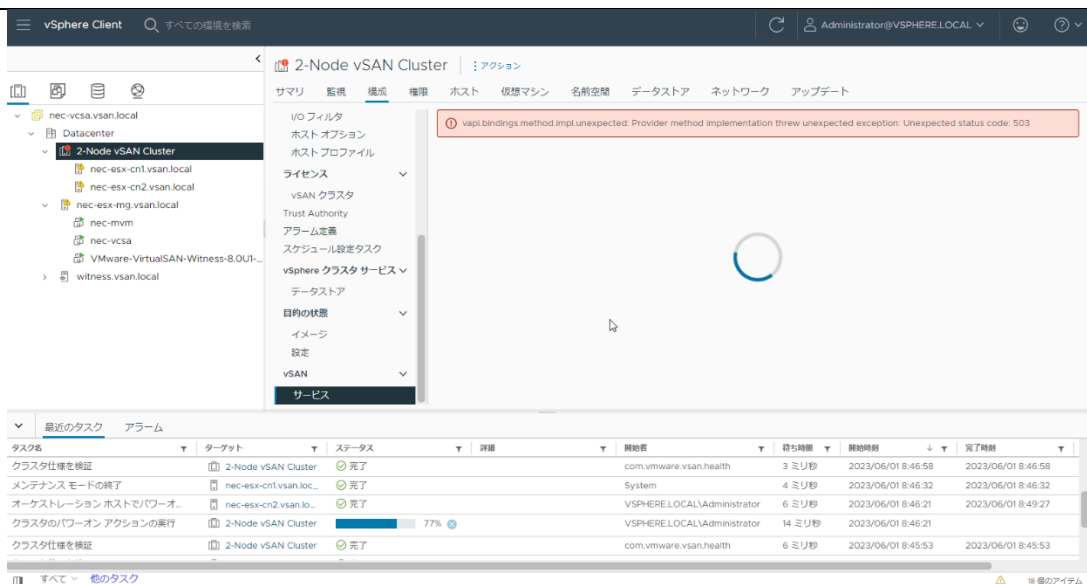 vSphere Client
すべての環境を検索
Administrator@VSPHERE.LOCAL
2-Node vSAN Cluster
アクション
サマリ 監視 構成 権限 ホスト 仮想マシン 名前空間 データストア ネットワーク アップデート
nec-vcsa.vsan.local
Datacenter
2-Node vSAN Cluster
nec-esx-cn1.vsan.local
nec-esx-cn2.vsan.local
nec-esx-mg.vsan.local
nec-mvm
nec-vcsa
VMware-VirtualSAN-Witness-8.0U1-...
witness.vsan.local
I/O フィルタ
ホスト オプション
ホスト プロファイル
ライセンス
vSAN クラスタ
Trust Authority
アラーム定義
スケジュール設定タスク
vSphere クラスタ サービス
データストア
目的の状態
イメージ
設定
vSAN
サービス
vapi.bindings.method.impl.unexpected: Provider method implementation threw unexpected exception: Unexpected status code: 503
最近のタスク アラーム
タスク名 ターゲット ステータス 詳細 開始者 待ち時間 開始時刻 完了時刻
クラスタ仕様を検証 2-Node vSAN Cluster 完了 com.vmware.vsan.health 3 ミリ秒 2023/06/01 8:46:58 2023/06/01 8:46:58
メンテナンス モードの終了 nec-esx-cn1.vsan.loc... 完了 System 4 ミリ秒 2023/06/01 8:46:32 2023/06/01 8:46:32
オーケストレーション ホストでパワーオ... nec-esx-cn2.vsan.lo... 完了 VSPHERE.LOCAL\Administrator 6 ミリ秒 2023/06/01 8:46:21 2023/06/01 8:49:27
クラスタのパワーオン アクションの実行 2-Node vSAN Cluster 77% VSPHERE.LOCAL\Administrator 14 ミリ秒 2023/06/01 8:46:21
クラスタ仕様を検証 2-Node vSAN Cluster 完了 com.vmware.vsan.health 6 ミリ秒 2023/06/01 8:45:53 2023/06/01 8:45:53
すべて 他のタスク 18 個のアイテム